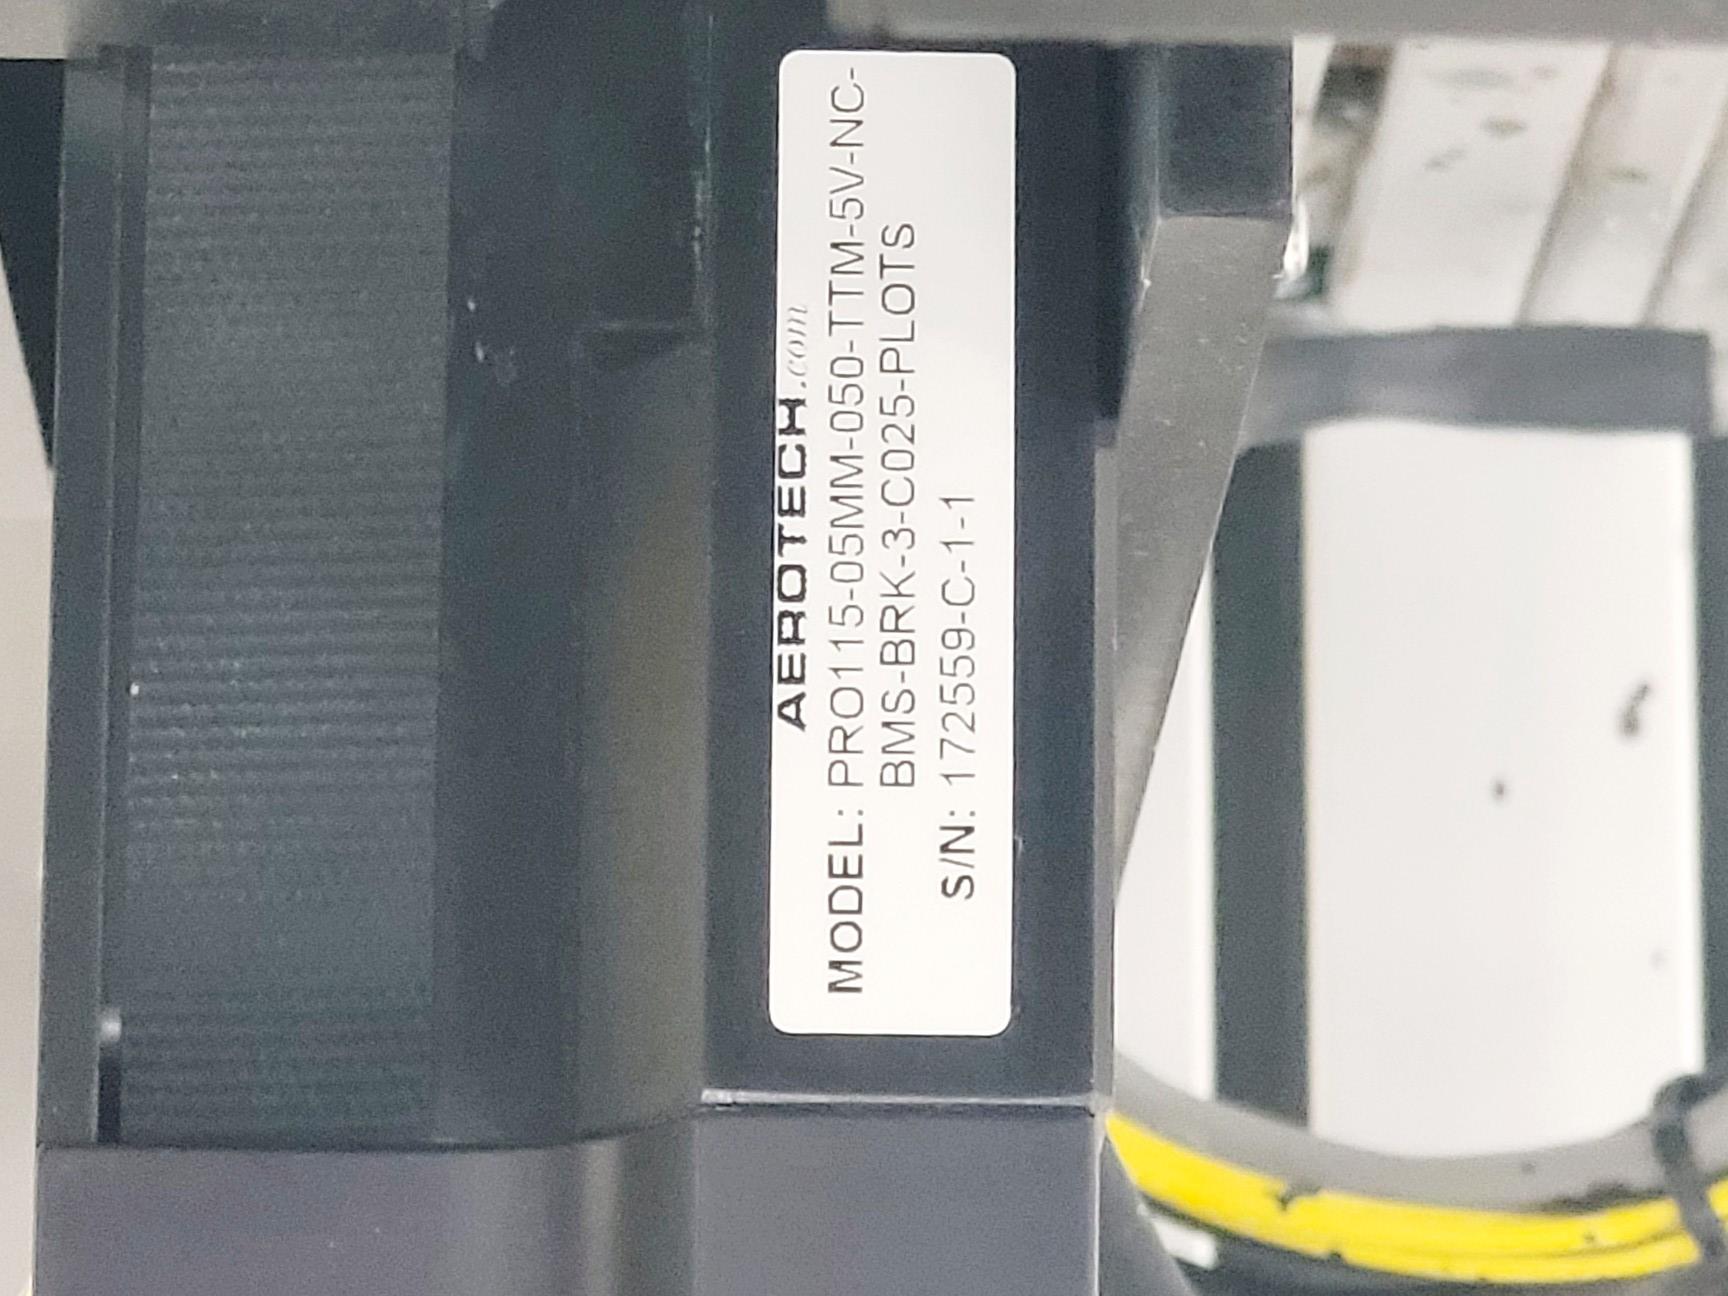 AEROTECH.com
MODEL: PRO115-05MM-050-TTM-5V-NC-
BMS-BRK-3-C025-PLOTS
S/N: 172559-C-1-1